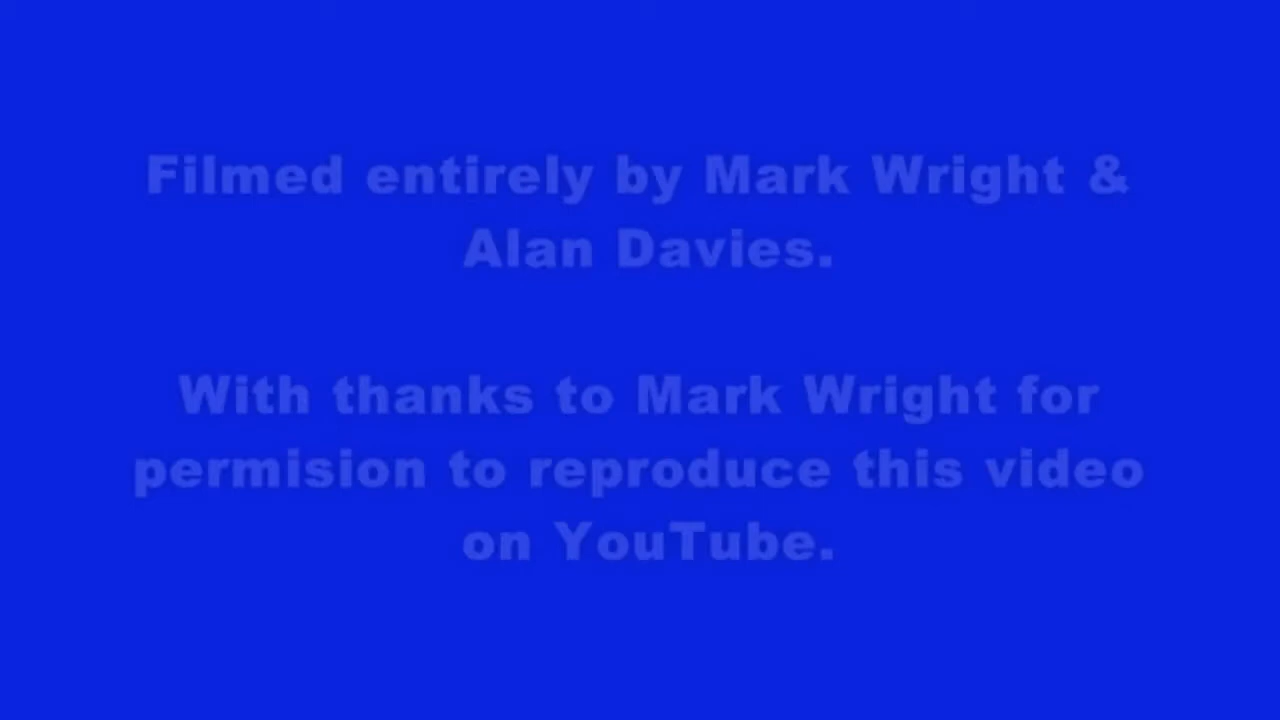 Filmed entirely by Mark Wright &
Alan Davies.
With thanks to Mark Wright for
permision to reproduce this video
on YouTube.